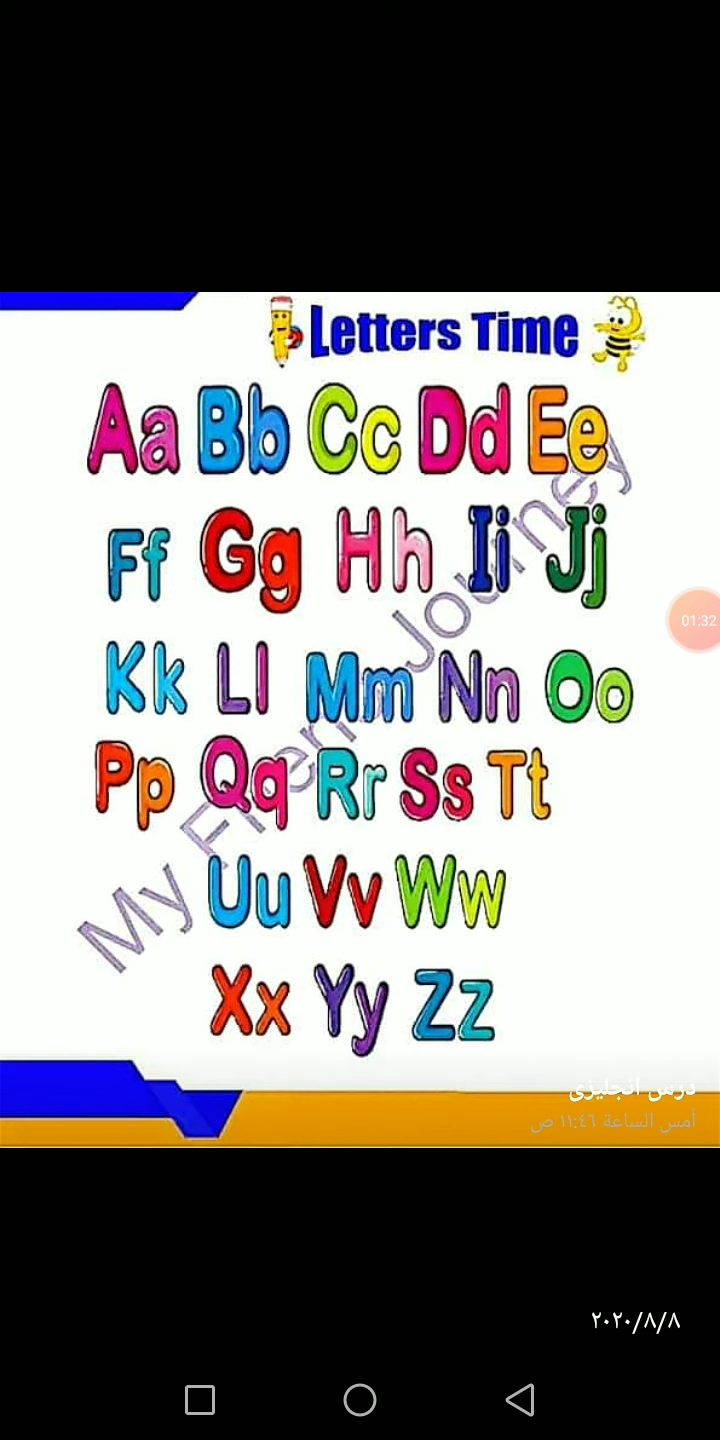 Letters Time
Aa Bb Cc Dd Ee
Ff Gg Hh Ii Jj
01:32
Kk Ll Mm Nn Oo
Pp Qq Rr Ss Tt
Uu Vv Ww
Xx Yy Zz
My Friend Journey
درس انجليزى
أمس الساعة ١١:٤٦ ص
٢٠٢٠/٨/٨